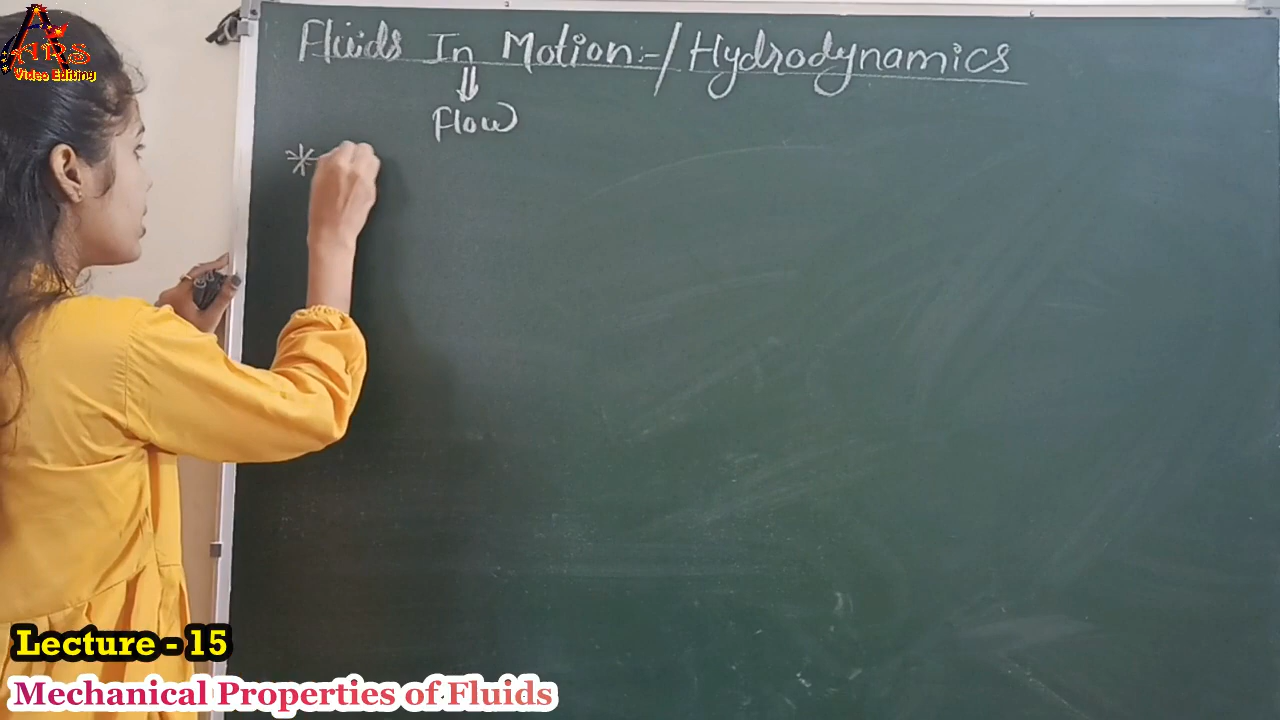 ARS
Video Editing
Fluids In Motion:-/ Hydrodynamics
⇓
Flow
*
Lecture - 15
Mechanical Properties of Fluids